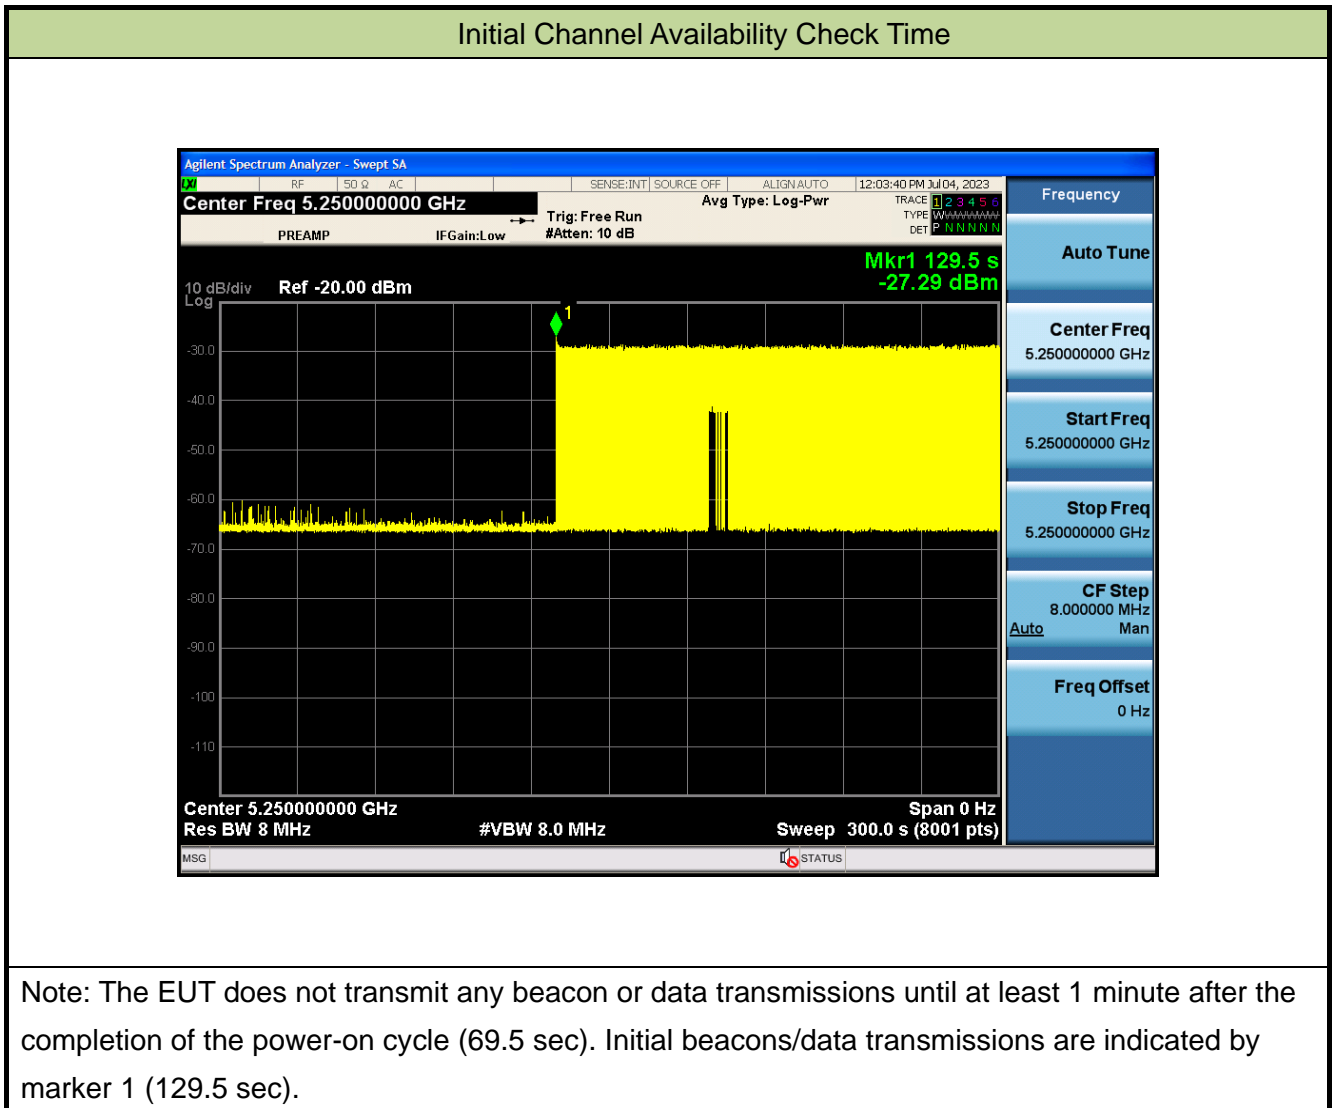 Initial Channel Availability Check Time
Agilent Spectrum Analyzer - Swept SA
LXI RF 50 Ω AC SENSE:INT SOURCE OFF ALIGN AUTO 12:03:40 PM Jul 04, 2023
Center Freq 5.250000000 GHz
Avg Type: Log-Pwr
TRACE 1 2 3 4 5 6
Trig: Free Run
TYPE WWWWWW
PREAMP IFGain:Low #Atten: 10 dB
DET P N N N N N
Mkr1 129.5 s
-27.29 dBm
10 dB/div Ref -20.00 dBm
Log
1
-30.0
-40.0
-50.0
-60.0
-70.0
-80.0
-90.0
-100
-110
Center 5.250000000 GHz Span 0 Hz
Res BW 8 MHz #VBW 8.0 MHz Sweep 300.0 s (8001 pts)
MSG STATUS
Frequency
Auto Tune
Center Freq
5.250000000 GHz
Start Freq
5.250000000 GHz
Stop Freq
5.250000000 GHz
CF Step
8.000000 MHz
Auto Man
Freq Offset
0 Hz
Note: The EUT does not transmit any beacon or data transmissions until at least 1 minute after the
completion of the power-on cycle (69.5 sec). Initial beacons/data transmissions are indicated by
marker 1 (129.5 sec).